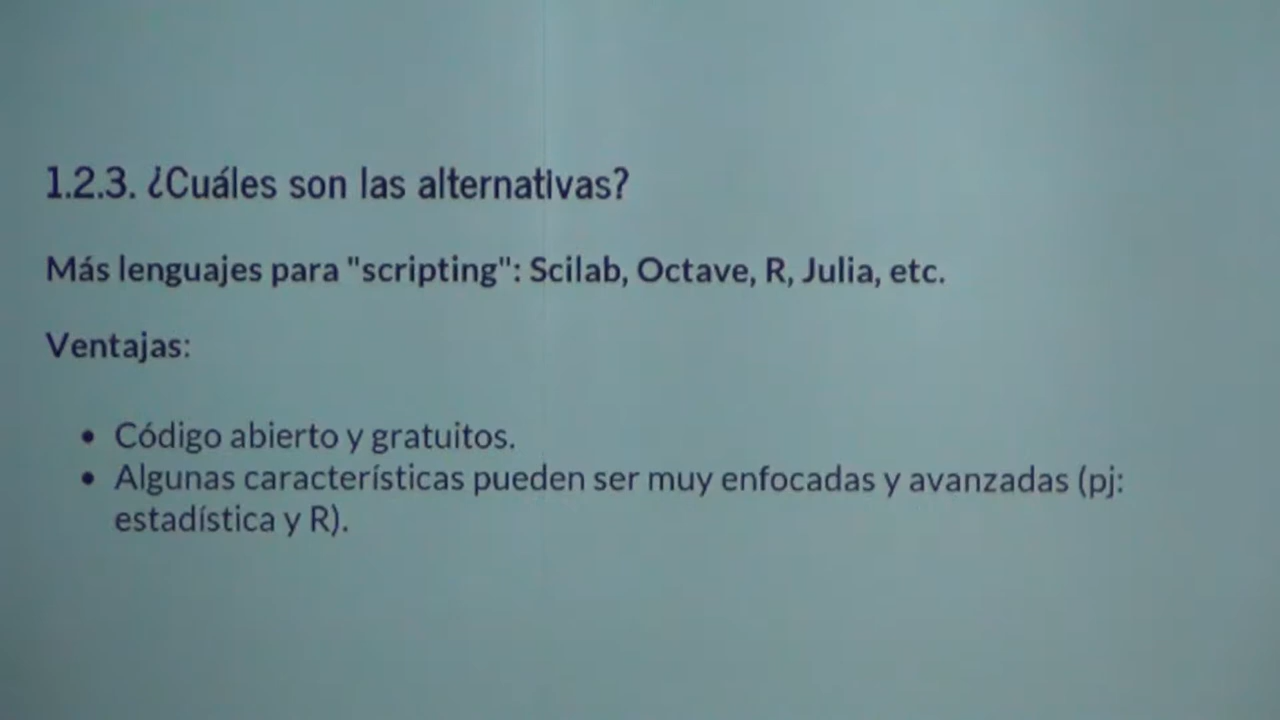 1.2.3. ¿Cuáles son las alternativas?
Más lenguajes para "scripting": Scilab, Octave, R, Julia, etc.
Ventajas:
• Código abierto y gratuitos.
• Algunas características pueden ser muy enfocadas y avanzadas (pj:
estadística y R).